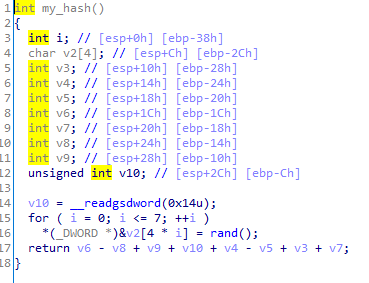 1 int my_hash()
2 {
3 int i; // [esp+0h] [ebp-38h]
4 char v2[4]; // [esp+Ch] [ebp-2Ch]
5 int v3; // [esp+10h] [ebp-28h]
6 int v4; // [esp+14h] [ebp-24h]
7 int v5; // [esp+18h] [ebp-20h]
8 int v6; // [esp+1Ch] [ebp-1Ch]
9 int v7; // [esp+20h] [ebp-18h]
10 int v8; // [esp+24h] [ebp-14h]
11 int v9; // [esp+28h] [ebp-10h]
12 unsigned int v10; // [esp+2Ch] [ebp-Ch]
13
14 v10 = __readgsdword(0x14u);
15 for ( i = 0; i <= 7; ++i )
16 *(_DWORD *)&v2[4 * i] = rand();
17 return v6 - v8 + v9 + v10 + v4 - v5 + v3 + v7;
18 }